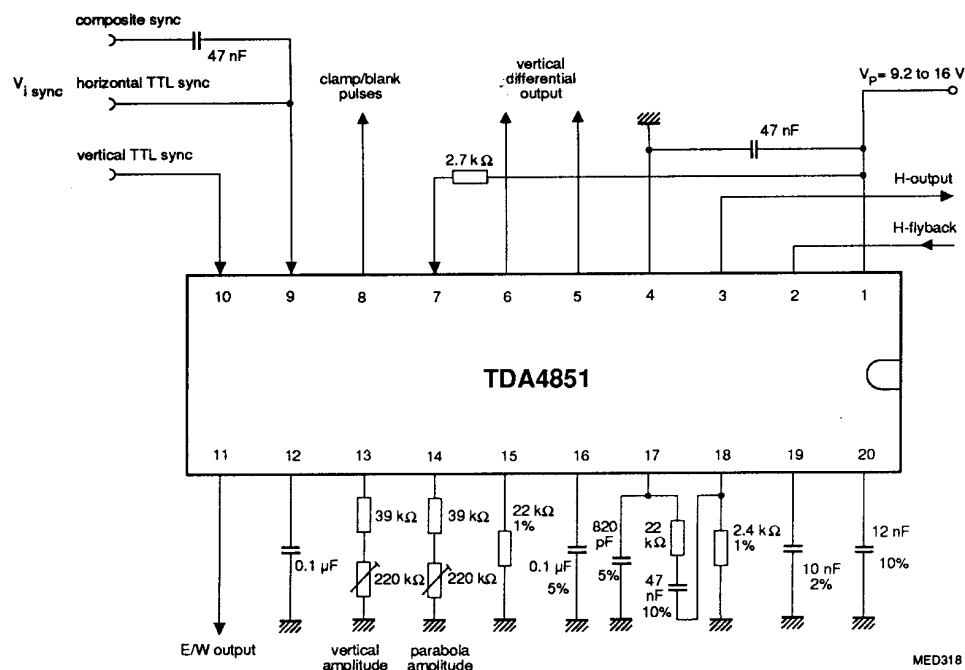 composite sync
47 nF
V i sync
horizontal TTL sync
vertical TTL sync
clamp/blank
pulses
vertical
differential
output
2.7 kΩ
47 nF
VP= 9.2 to 16 V
H-output
H-flyback
10 9 8 7 6 5 4 3 2 1
TDA4851
11 12 13 14 15 16 17 18 19 20
0.1 µF
39 kΩ
220 kΩ
39 kΩ
220 kΩ
22 kΩ
1%
0.1 µF
5%
820
pF
5%
22
kΩ
47
nF
10%
2.4 kΩ
1%
10 nF
2%
12 nF
10%
E/W output
vertical
amplitude
parabola
amplitude
MED318